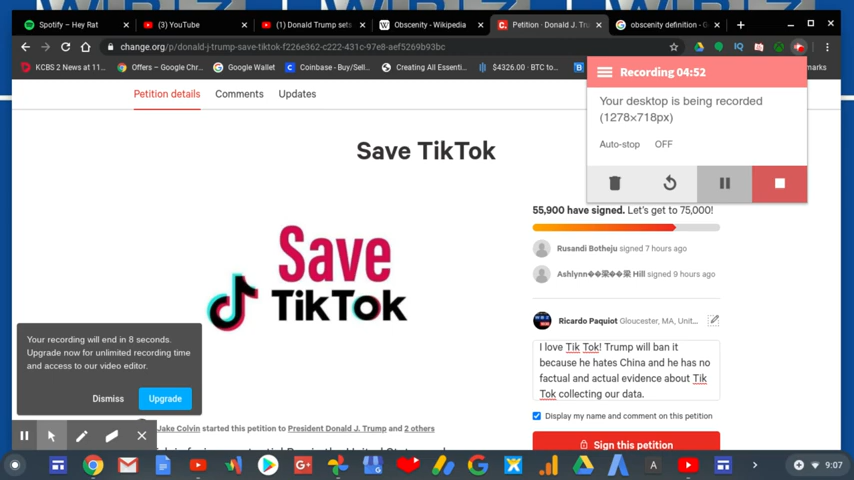 Spotify – Hey Rat
(3) YouTube
(1) Donald Trump sets
Obscenity - Wikipedia
Petition · Donald J. Tru
obscenity definition - G
change.org/p/donald-j-trump-save-tiktok-f226e362-c222-431c-97e8-aef5269b93bc
KCBS 2 News at 11...
Offers – Google Chr...
Google Wallet
Coinbase - Buy/Sell...
Creating All Essenti...
$4326.00 · BTC to...
marks
Recording 04:52
Your desktop is being recorded
(1278×718px)
Auto-stop OFF
Petition details Comments Updates
Save TikTok
Save
TikTok
55,900 have signed. Let's get to 75,000!
Rusandi Botheju signed 7 hours ago
Ashlynn��梁��梁 Hill signed 9 hours ago
Ricardo Paquiot Gloucester, MA, Unit...
I love Tik Tok! Trump will ban it
because he hates China and he has no
factual and actual evidence about Tik
Tok collecting our data.
Display my name and comment on this petition
Sign this petition
Your recording will end in 8 seconds.
Upgrade now for unlimited recording time
and access to our video editor.
Dismiss Upgrade
Jake Colvin started this petition to President Donald J. Trump and 2 others
9:07